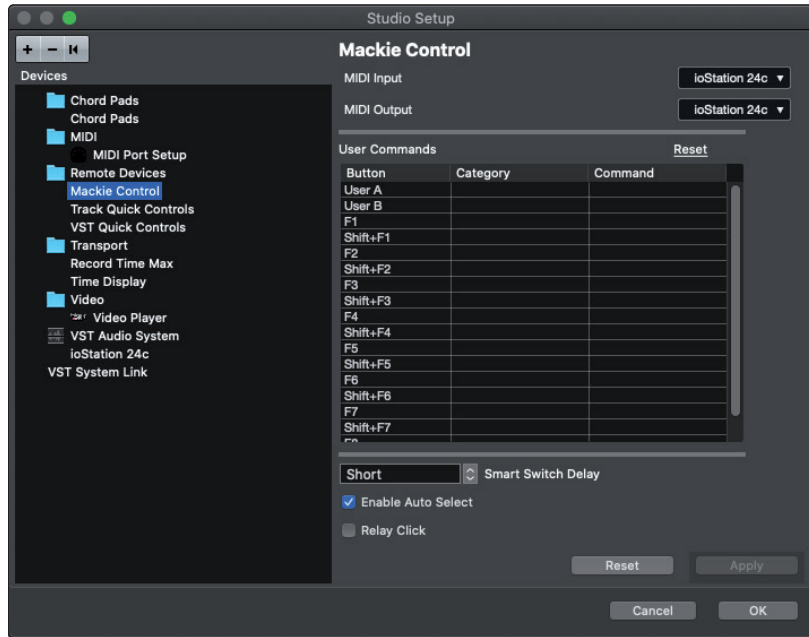 Studio Setup
Mackie Control
Devices
Chord Pads
Chord Pads
MIDI
MIDI Port Setup
Remote Devices
Mackie Control
Track Quick Controls
VST Quick Controls
Transport
Record Time Max
Time Display
Video
Video Player
VST Audio System
ioStation 24c
VST System Link
MIDI Input ioStation 24c
MIDI Output ioStation 24c
User Commands Reset
Button Category Command
User A
User B
F1
Shift+F1
F2
Shift+F2
F3
Shift+F3
F4
Shift+F4
F5
Shift+F5
F6
Shift+F6
F7
Shift+F7
Short Smart Switch Delay
Enable Auto Select
Relay Click
Reset Apply
Cancel OK